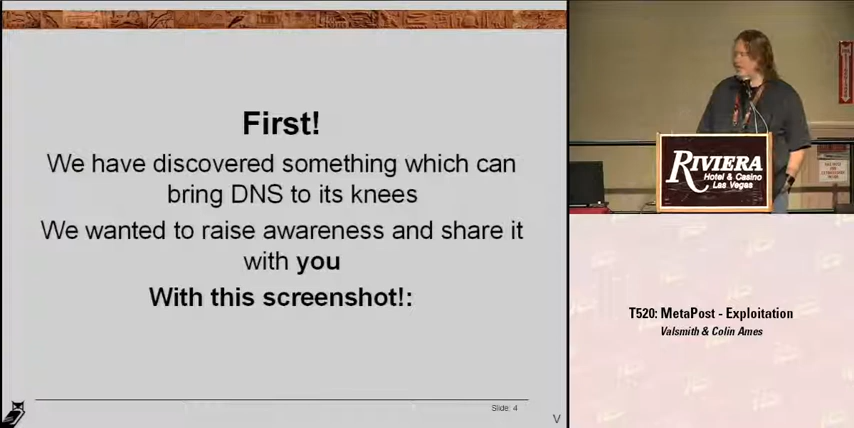 First!
We have discovered something which can
bring DNS to its knees
We wanted to raise awareness and share it
with you
With this screenshot!:
Slide: 4
V
RIVIERA
Hotel & Casino
Las Vegas
T520: MetaPost - Exploitation
Valsmith & Colin Ames